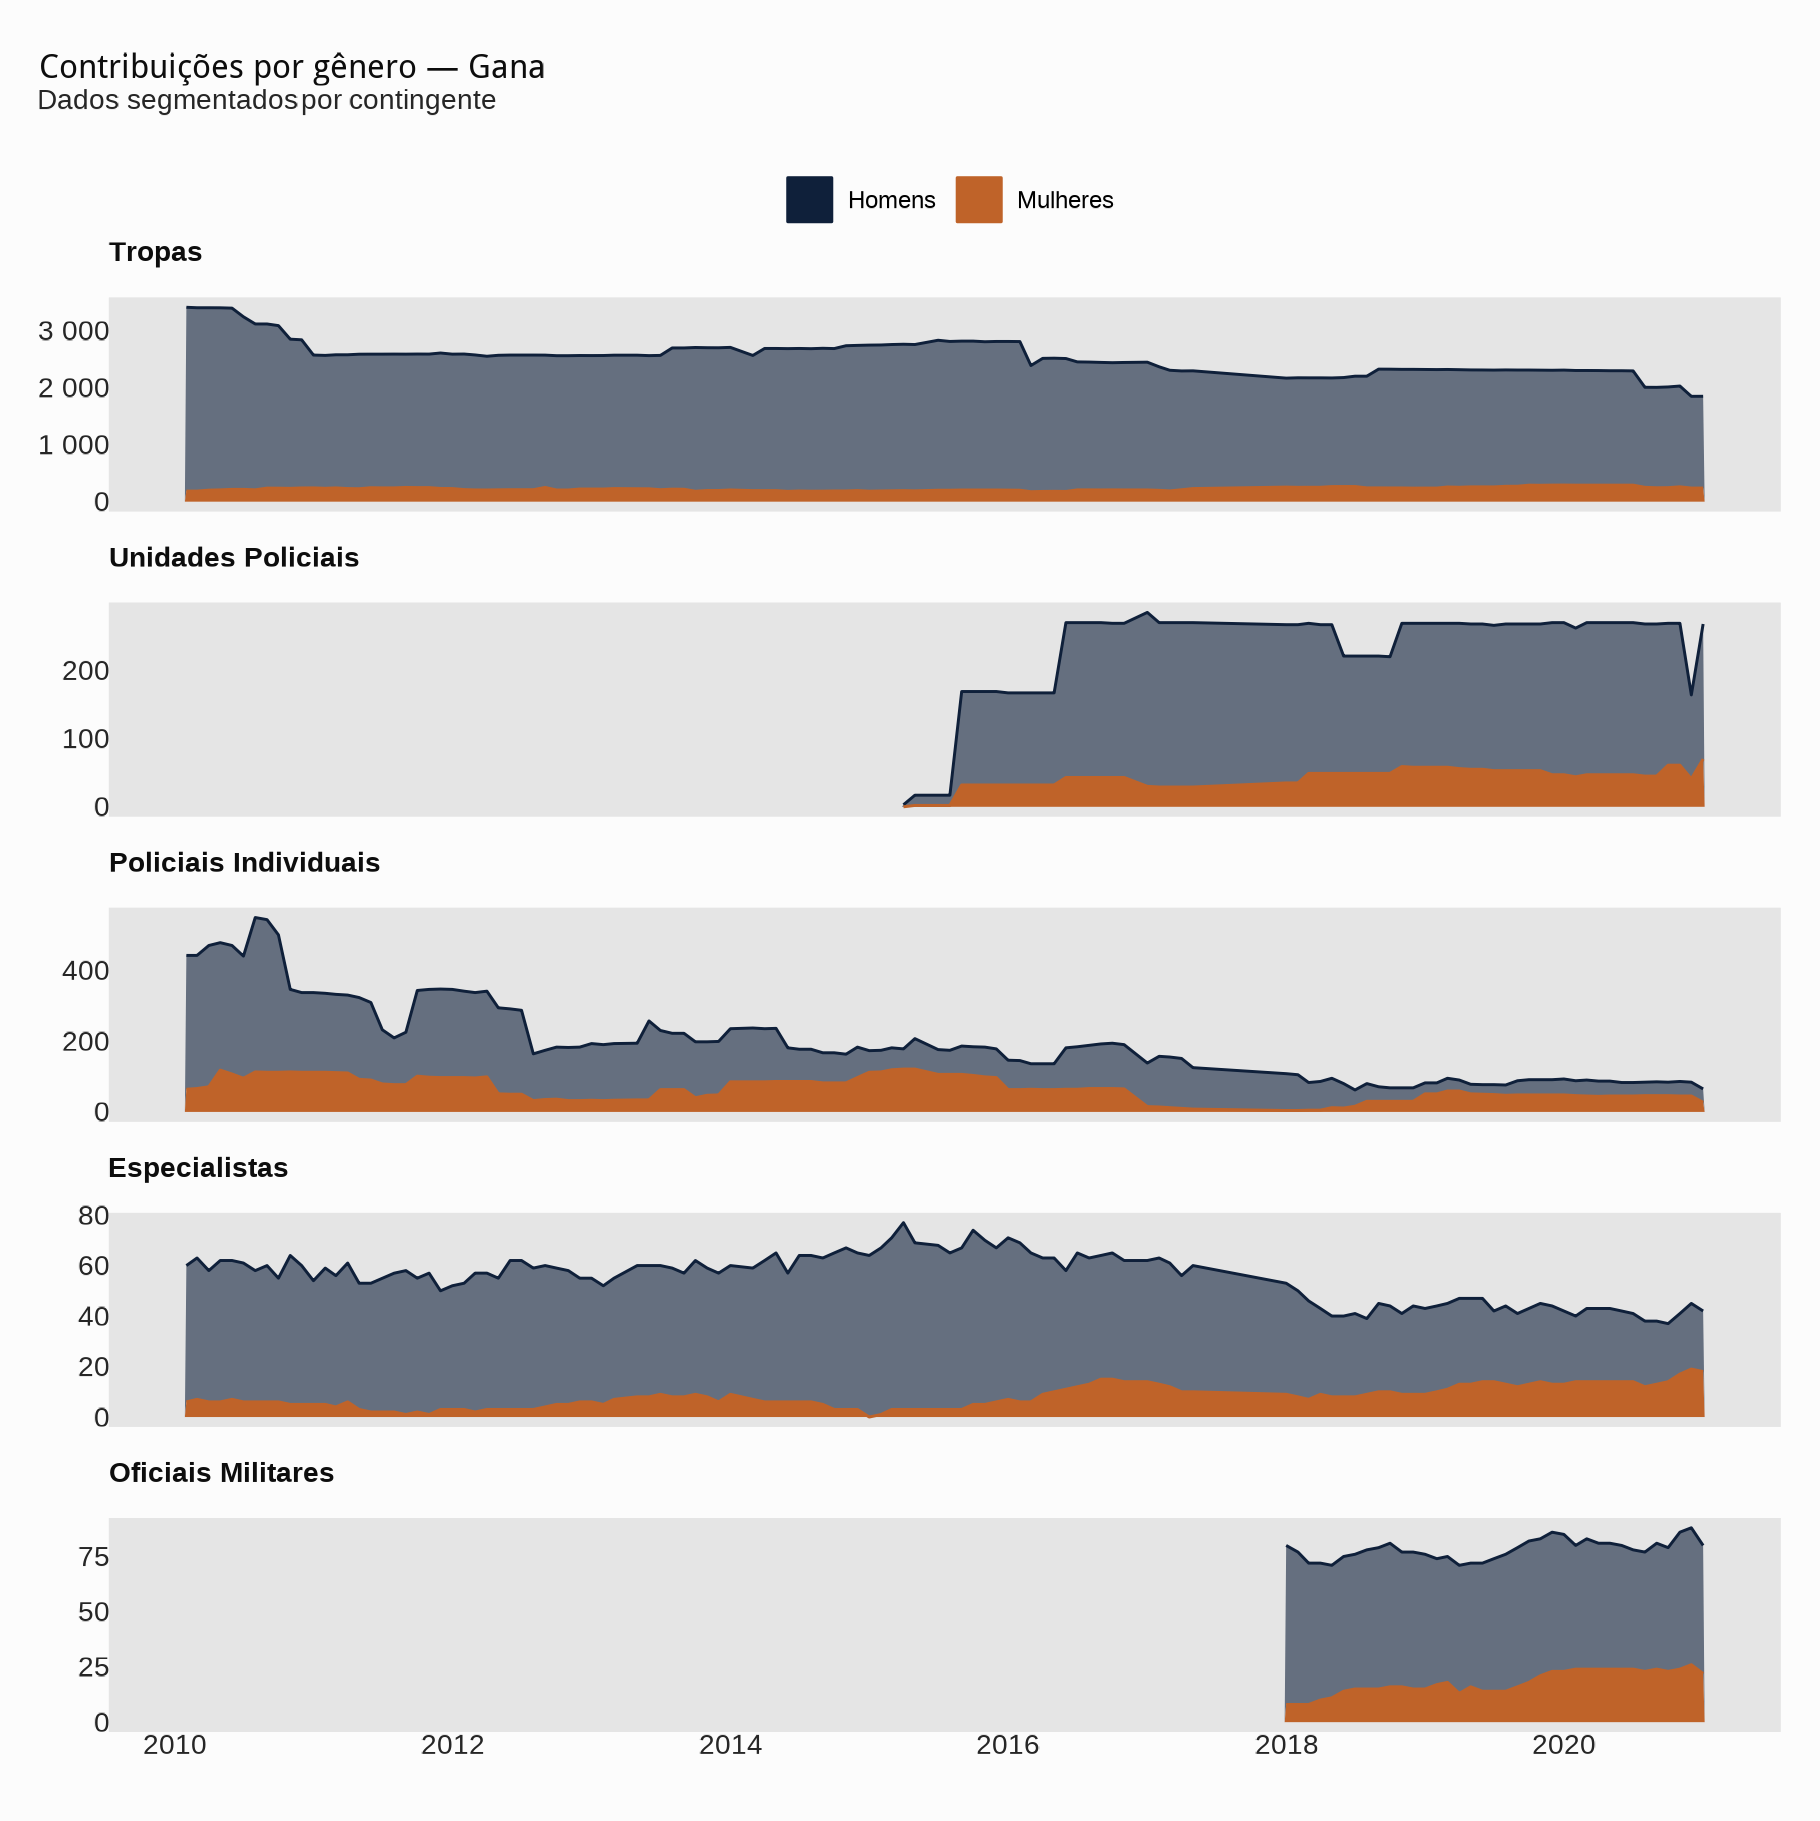 Contribuições por gênero — Gana
Dados segmentados por contingente
Homens Mulheres
Tropas
3 000
2 000
1 000
0
Unidades Policiais
200
100
0
Policiais Individuais
400
200
0
Especialistas
80
60
40
20
0
Oficiais Militares
75
50
25
0
2010 2012 2014 2016 2018 2020